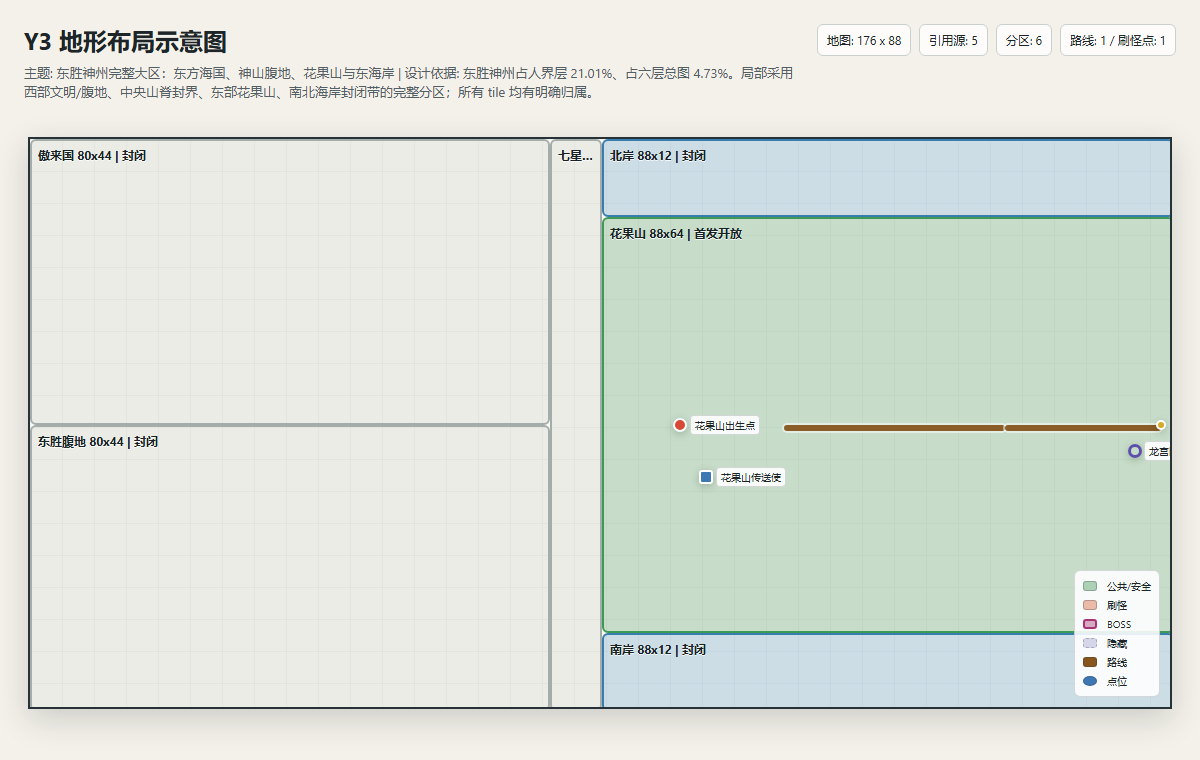 Y3 地形布局示意图
地图: 176 x 88
引用源: 5
分区: 6
路线: 1 / 刷怪点: 1
主题: 东胜神州完整大区：东方海国、神山腹地、花果山与东海岸 | 设计依据: 东胜神州占人界层 21.01%、占六层总图 4.73%。局部采用
西部文明/腹地、中央山脊封界、东部花果山、南北海岸封闭带的完整分区；所有 tile 均有明确归属。
傲来国 80x44 | 封闭
七星...
北岸 88x12 | 封闭
花果山 88x64 | 首发开放
花果山出生点
东胜腹地 80x44 | 封闭
龙宫
花果山传送使
公共/安全
刷怪
BOSS
隐藏
路线
点位
南岸 88x12 | 封闭